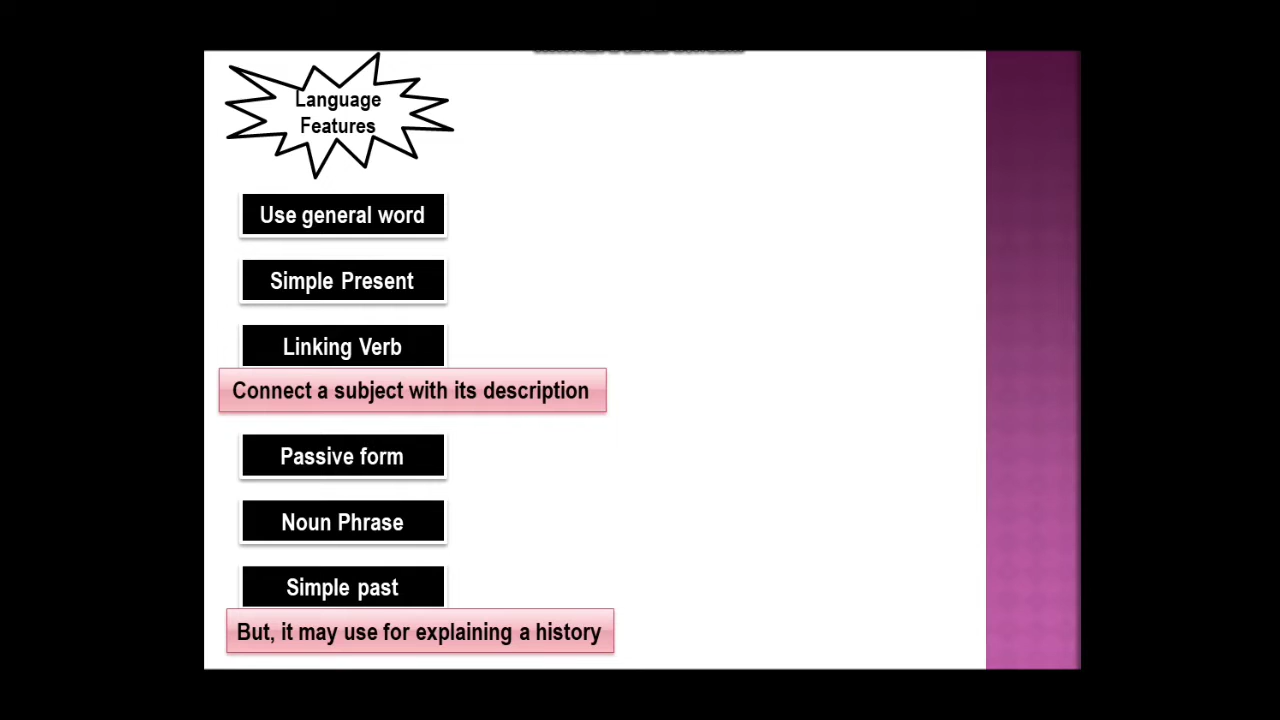 Language
Features
Use general word
Simple Present
Linking Verb
Connect a subject with its description
Passive form
Noun Phrase
Simple past
But, it may use for explaining a history